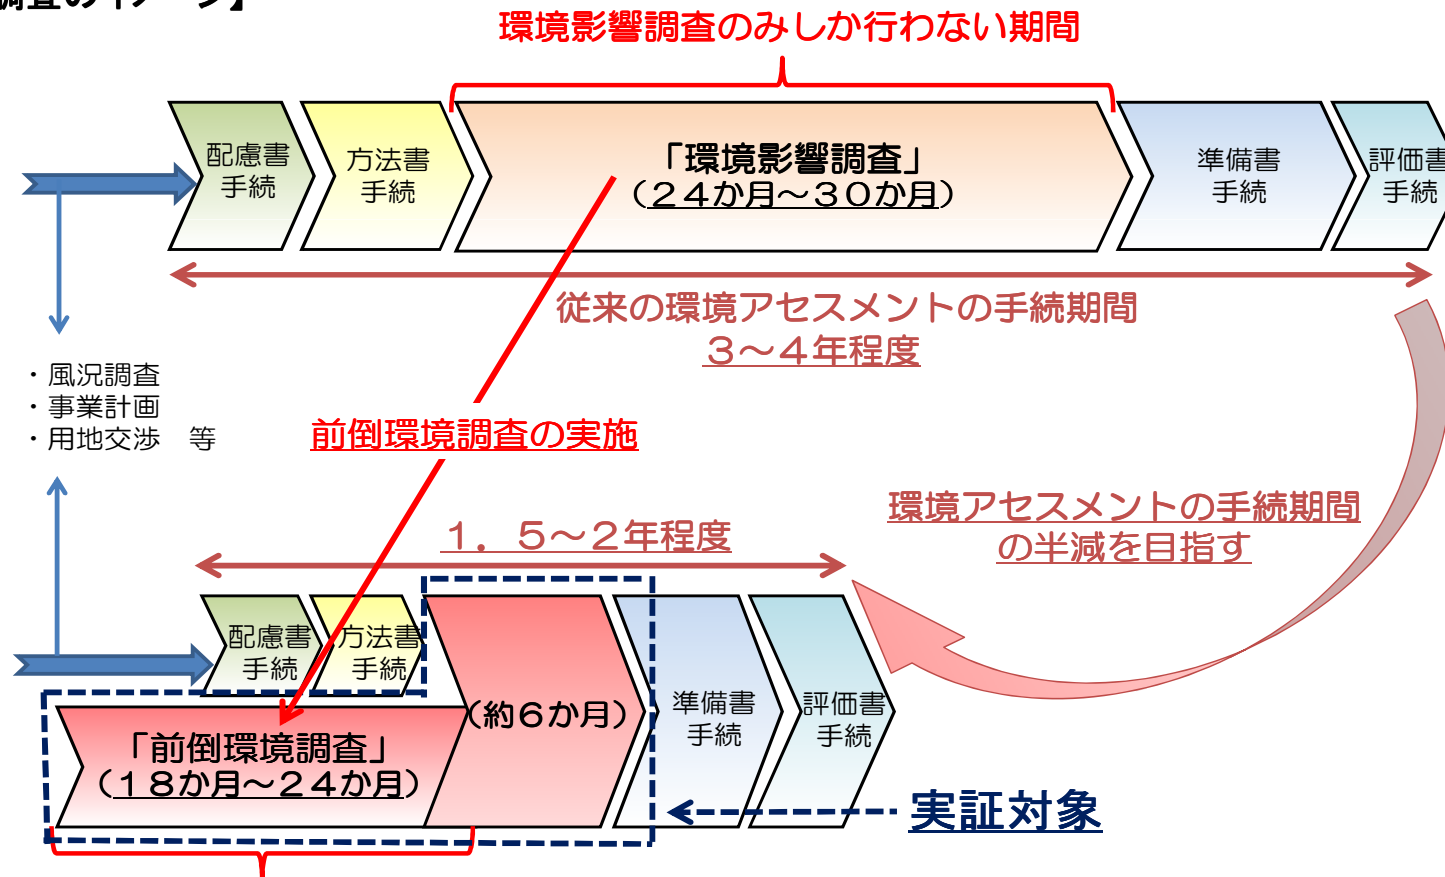 調査のイメージ】
環境影響調査のみしか行わない期間
配慮書
手続
方法書
手続
「環境影響調査」
（２４か月～３０か月）
準備書
手続
評価書
手続
従来の環境アセスメントの手続期間
３～４年程度
・風況調査
・事業計画
・用地交渉　等
前倒環境調査の実施
環境アセスメントの手続期間
の半減を目指す
１．５～２年程度
配慮書
手続
方法書
手続
（約６か月）
準備書
手続
評価書
手続
「前倒環境調査」
（１８か月～２４か月）
実証対象